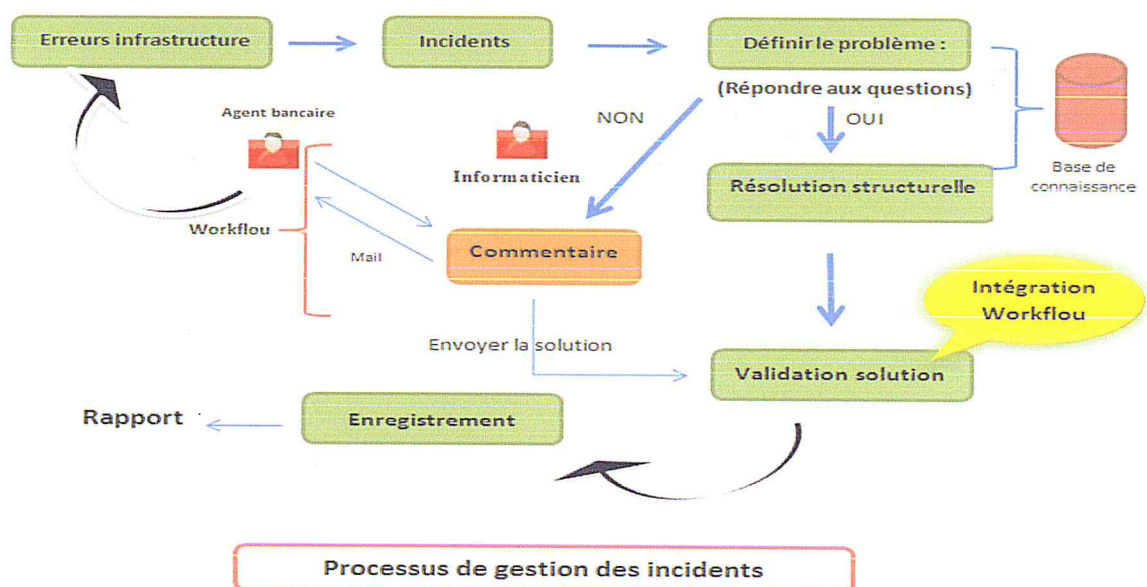 Erreurs infrastructure
Incidents
Définir le problème :
(Répondre aux questions)
Agent bancaire
NON
OUI
Informaticien
Base de
connaissance
Résolution structurelle
Workflou
Mail
Commentaire
Intégration
Workflou
Envoyer la solution
Validation solution
Rapport
Enregistrement
Processus de gestion des incidents